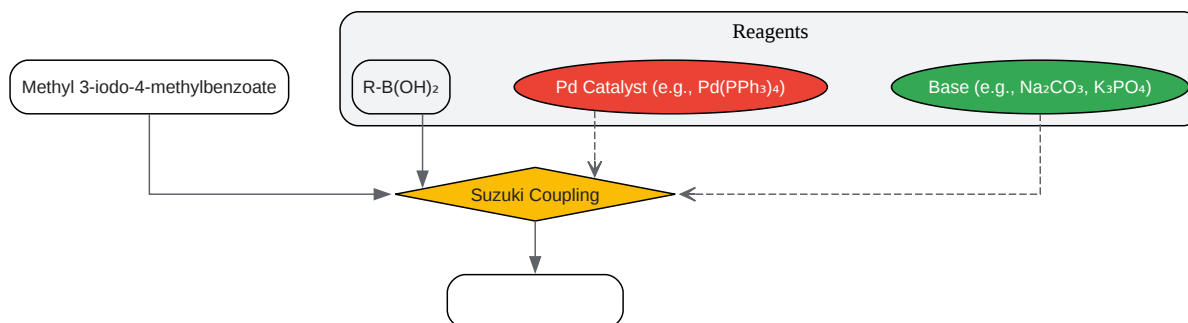 Reagents
Methyl 3-iodo-4-methylbenzoate
R-B(OH)₂
Pd Catalyst (e.g., Pd(PPh₃)₄)
Base (e.g., Na₂CO₃, K₃PO₄)
Suzuki Coupling